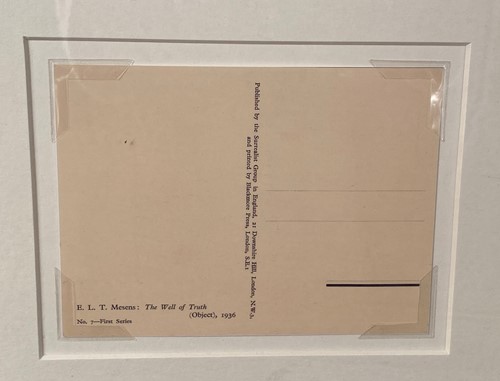 Published by the Surrealist Group in England, 21 Downshire Hill, London, N.W.3,
and printed by Blackmore Press, London, S.E.1
E. L. T. Mesens: The Well of Truth
(Object), 1936
No. 7—First Series